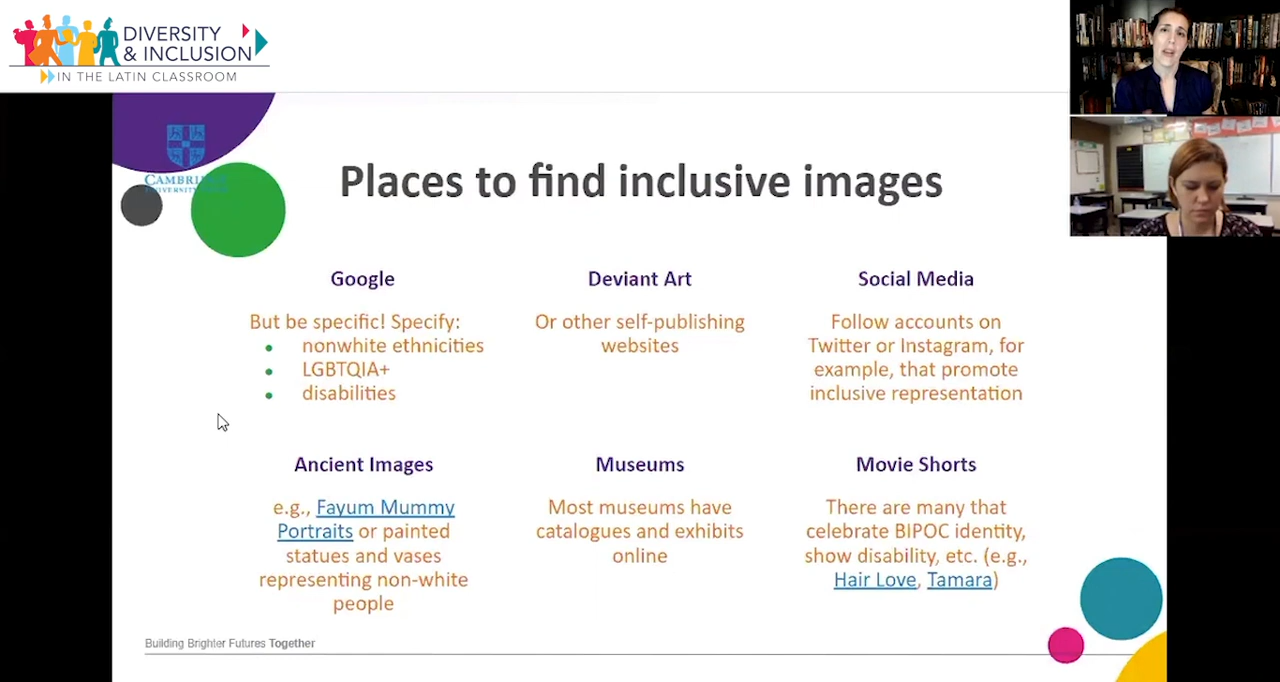 DIVERSITY
& INCLUSION
IN THE LATIN CLASSROOM
CAMBRIDGE
UNIVERSITY PRESS
Places to find inclusive images
Google
But be specific! Specify:
• nonwhite ethnicities
• LGBTQIA+
• disabilities
Deviant Art
Or other self-publishing
websites
Social Media
Follow accounts on
Twitter or Instagram, for
example, that promote
inclusive representation
Ancient Images
e.g., Fayum Mummy
Portraits or painted
statues and vases
representing non-white
people
Museums
Most museums have
catalogues and exhibits
online
Movie Shorts
There are many that
celebrate BIPOC identity,
show disability, etc. (e.g.,
Hair Love, Tamara)
Building Brighter Futures Together